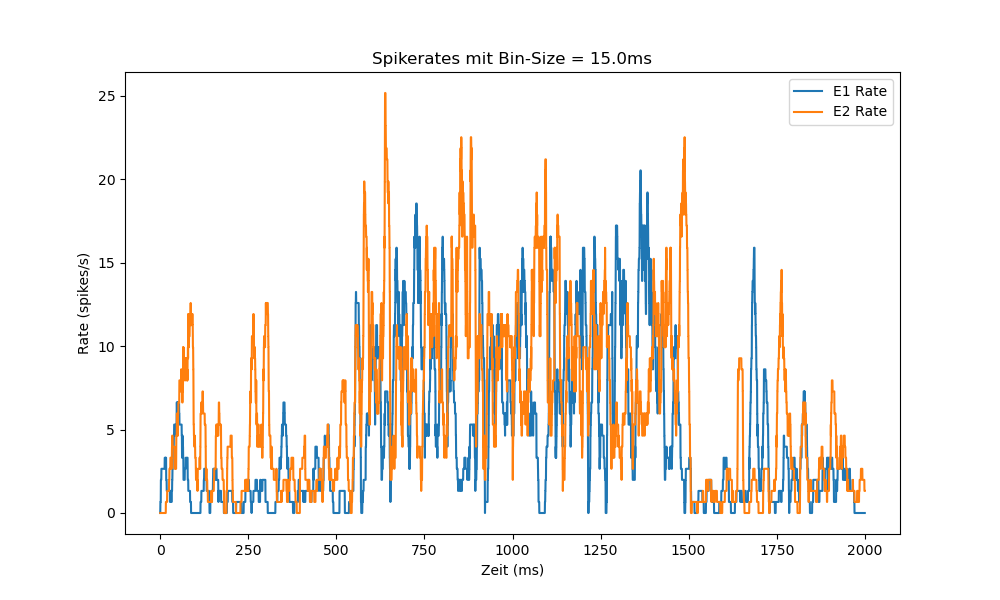 Spikerates mit Bin-Size = 15.0ms
E1 Rate
E2 Rate
25
20
15
10
5
0
Rate (spikes/s)
0 250 500 750 1000 1250 1500 1750 2000
Zeit (ms)